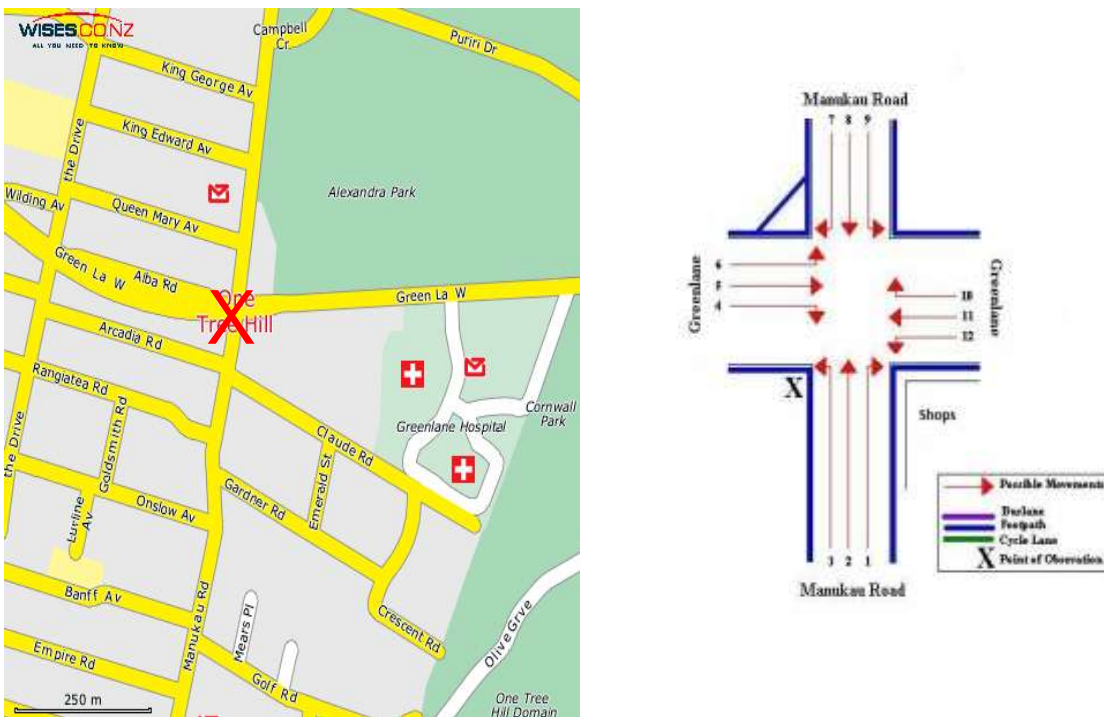 WISES.CO.NZ
ALL YOU NEED TO KNOW
Campbell
Cr.
Puriri Dr
King George Av
King Edward Av
the Drive
Alexandra Park
Wilding Av
Queen Mary Av
Green La W
Alba Rd
One
Tree Hill
Green La W
Arcadia Rd
Rangiatea Rd
Goldsmith Rd
the Drive
Claude Rd
Greenlane Hospital
Cornwall
Park
Emerald St
Gardner Rd
Onslow Av
Lurline
Av
Banff Av
Manukau Rd
Mears Pl
Crescent Rd
Olive Grve
Empire Rd
Golf Rd
250 m
One Tree
Hill Domain
Manukau Road
7 8 9
6
5
4
Greenlane
Greenlane
10
11
12
X
Shops
3 2 1
Manukau Road
Possible Movements
Buslane
Footpath
Cycle Lane
X Point of Observation